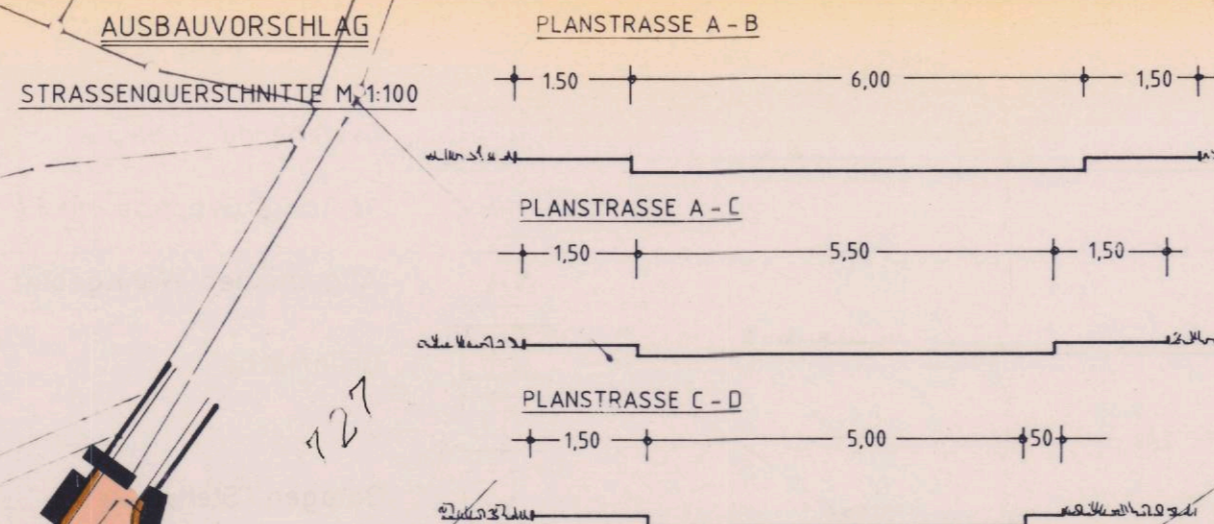 AUSBAUVORSCHLAG
STRASSENQUERSCHNITTE M 1:100
PLANSTRASSE A - B
1.50 6,00 1,50
PLANSTRASSE A - C
1,50 5,50 1,50
PLANSTRASSE C - D
1,50 5,00 50
727